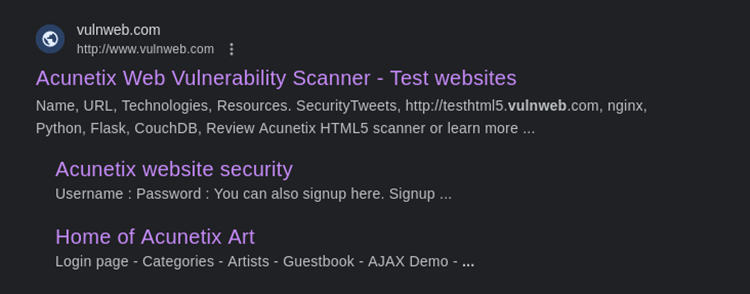 vulnweb.com
http://www.vulnweb.com
Acunetix Web Vulnerability Scanner - Test websites
Name, URL, Technologies, Resources. SecurityTweets, http://testhtml5.vulnweb.com, nginx,
Python, Flask, CouchDB, Review Acunetix HTML5 scanner or learn more ...
Acunetix website security
Username : Password : You can also signup here. Signup ...
Home of Acunetix Art
Login page - Categories - Artists - Guestbook - AJAX Demo - ...